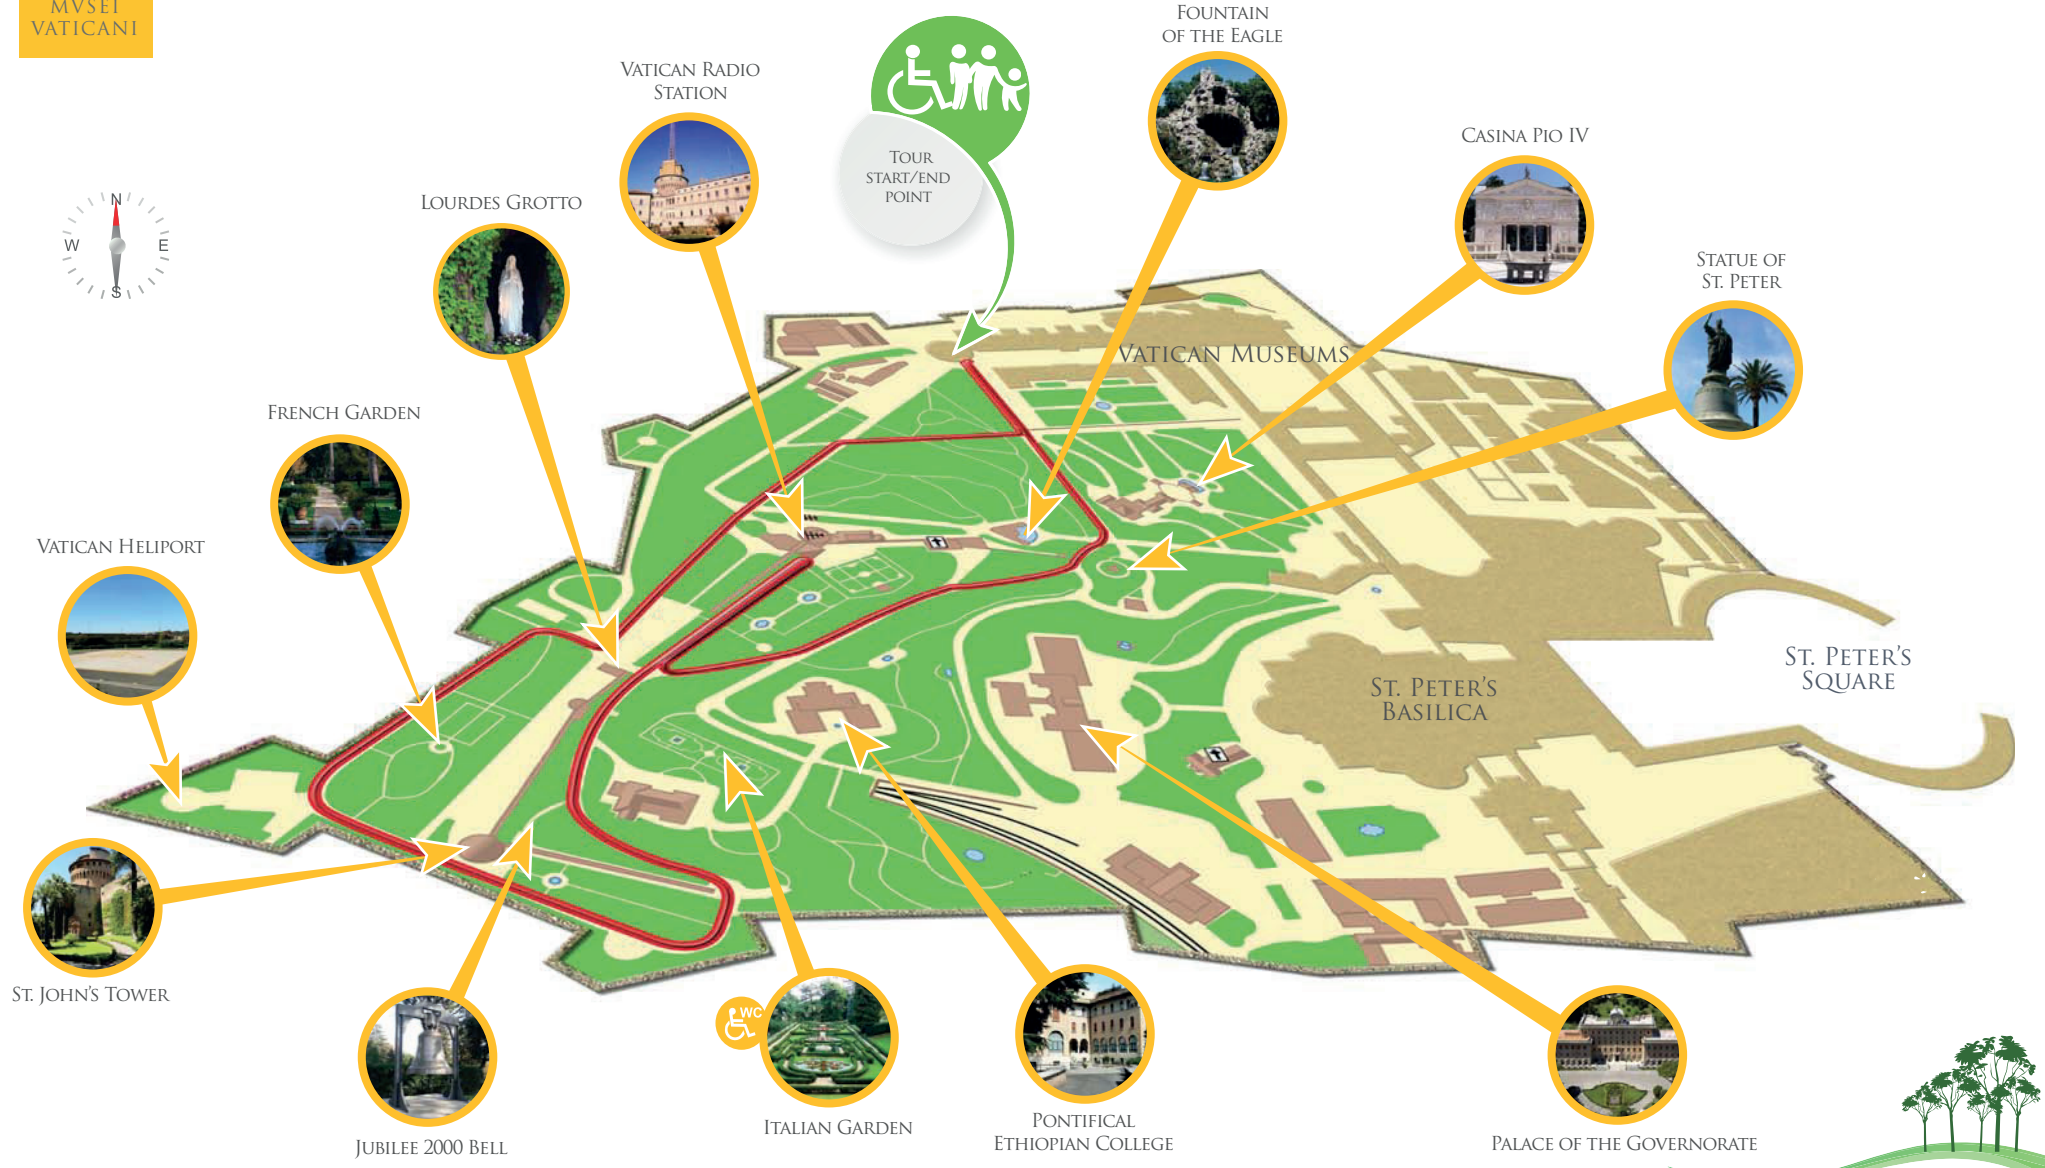 MVSEI
VATICANI
FOUNTAIN
OF THE EAGLE
VATICAN RADIO
STATION
TOUR
START/END
POINT
CASINA PIO IV
LOURDES GROTTO
N
W
E
S
STATUE OF
ST. PETER
VATICAN MUSEUMS
FRENCH GARDEN
VATICAN HELIPORT
ST. PETER'S
SQUARE
ST. PETER'S
BASILICA
ST. JOHN'S TOWER
WC
JUBILEE 2000 BELL
ITALIAN GARDEN
PONTIFICAL
ETHIOPIAN COLLEGE
PALACE OF THE GOVERNORATE